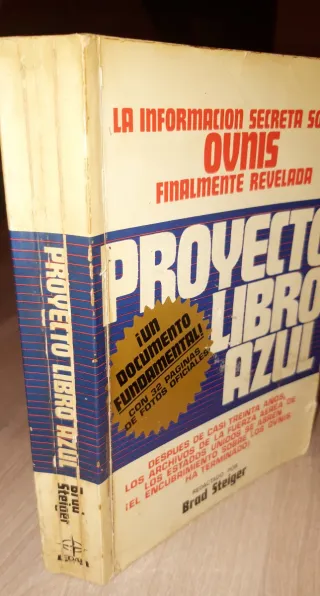 LA INFORMACION SECRETA SO
OVNIS
FINALMENTE REVELADA
PROYECTO
LIBRO
AZUL
¡UN
DOCUMENTO
FUNDAMENTAL!
CON 32 PAGINAS
DE FOTOS OFICIALES
DESPUES DE CASI TREINTA AÑOS,
LOS ARCHIVOS DE LA FUERZA AEREA DE
LOS ESTADOS UNIDOS SE ABREN.
¡EL ENCUBRIMIENTO SOBRE LOS OVNIS
HA TERMINADO!
REDACTADO POR
Brad Steiger
PROYECTO LIBRO AZUL
Brad
Steiger